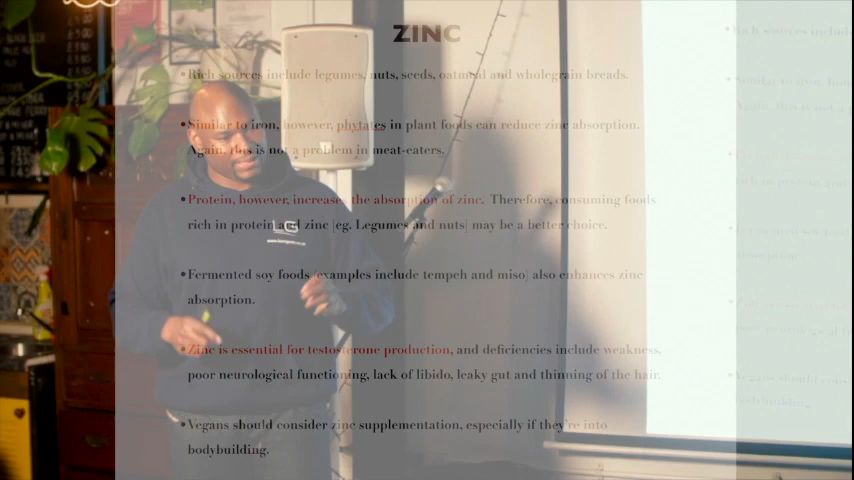 ZINC
•Rich sources include legumes, nuts, seeds, oatmeal and wholegrain breads.
•Similar to iron, however, phytates in plant foods can reduce zinc absorption.
Again, this is not a problem in meat-eaters.
•Protein, however, increases the absorption of zinc. Therefore, consuming foods
rich in protein and zinc [eg. Legumes and nuts] may be a better choice.
•Fermented soy foods [examples include tempeh and miso] also enhances zinc
absorption.
•Zinc is essential for testosterone production, and deficiencies include weakness,
poor neurological functioning, lack of libido, leaky gut and thinning of the hair.
•Vegans should consider zinc supplementation, especially if they're into
bodybuilding.